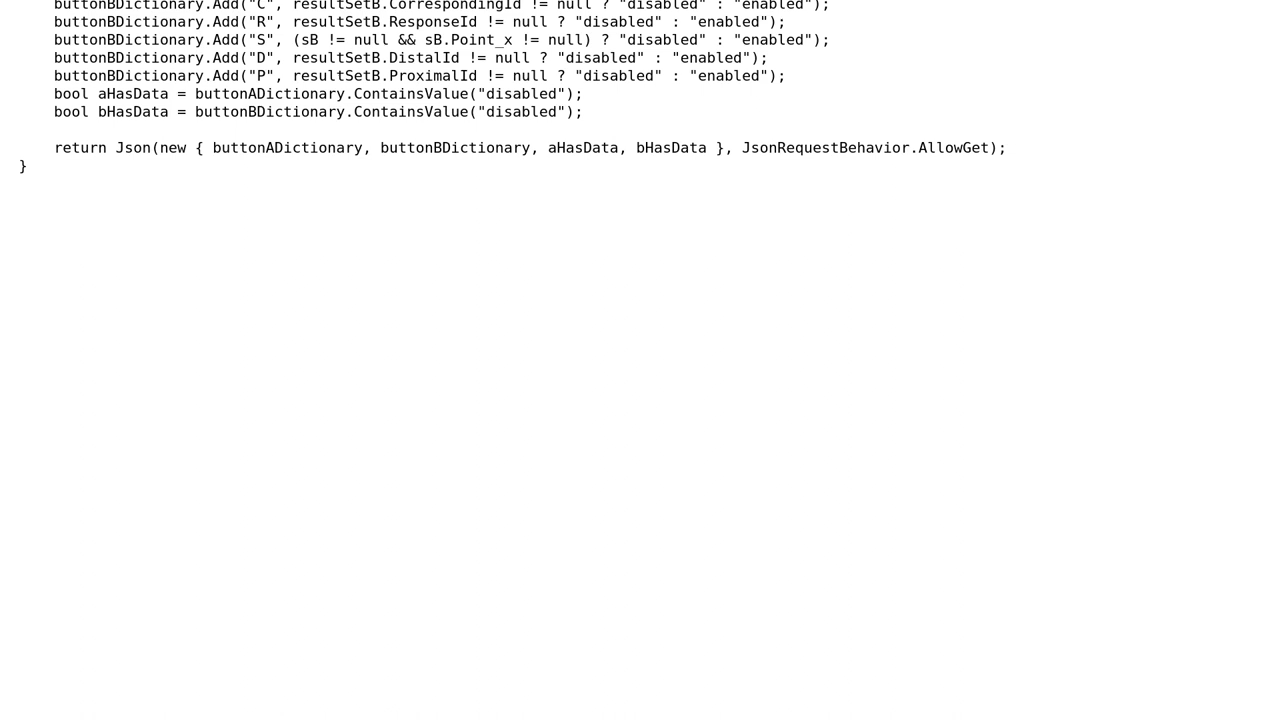 buttonBDictionary.Add("C", resultSetB.CorrespondingId != null ? "disabled" : "enabled");
buttonBDictionary.Add("R", resultSetB.ResponseId != null ? "disabled" : "enabled");
buttonBDictionary.Add("S", (sB != null && sB.Point_x != null) ? "disabled" : "enabled");
buttonBDictionary.Add("D", resultSetB.DistalId != null ? "disabled" : "enabled");
buttonBDictionary.Add("P", resultSetB.ProximalId != null ? "disabled" : "enabled");
bool aHasData = buttonADictionary.ContainsValue("disabled");
bool bHasData = buttonBDictionary.ContainsValue("disabled");
return Json(new { buttonADictionary, buttonBDictionary, aHasData, bHasData }, JsonRequestBehavior.AllowGet);
}